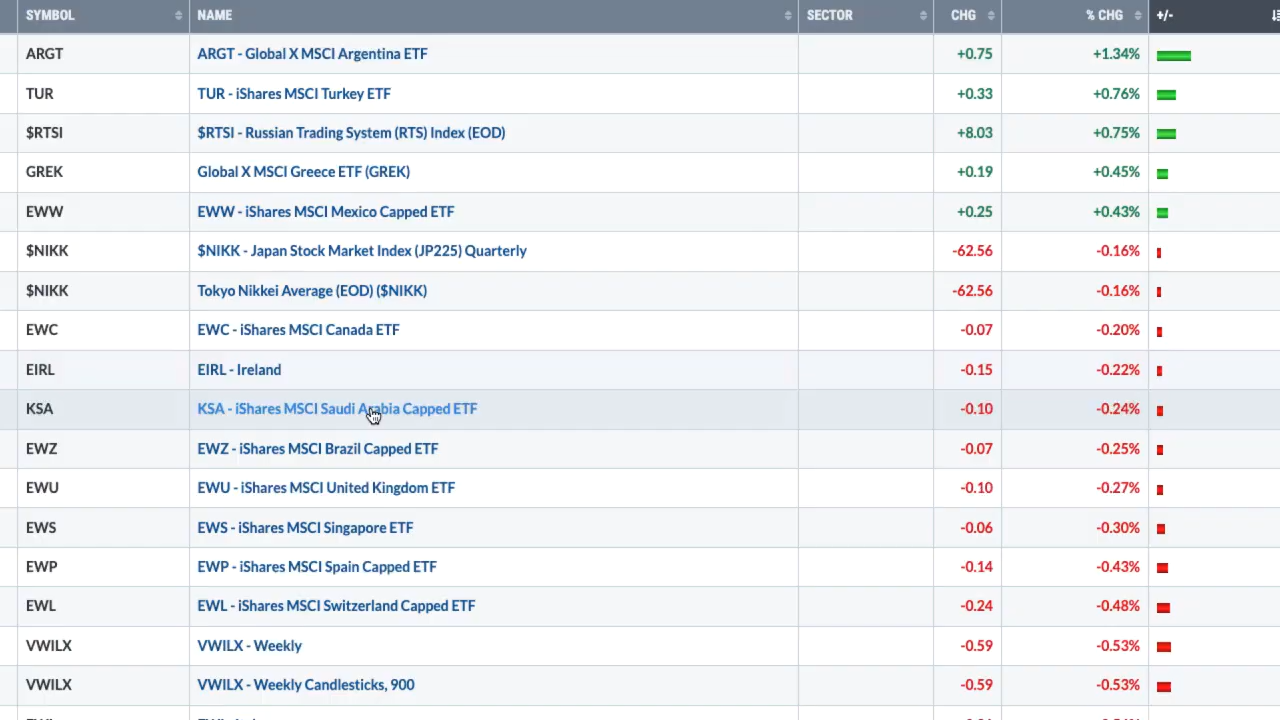 SYMBOL NAME SECTOR CHG % CHG +/-
ARGT ARGT - Global X MSCI Argentina ETF +0.75 +1.34%
TUR TUR - iShares MSCI Turkey ETF +0.33 +0.76%
$RTSI $RTSI - Russian Trading System (RTS) Index (EOD) +8.03 +0.75%
GREK Global X MSCI Greece ETF (GREK) +0.19 +0.45%
EWW EWW - iShares MSCI Mexico Capped ETF +0.25 +0.43%
$NIKK $NIKK - Japan Stock Market Index (JP225) Quarterly -62.56 -0.16%
$NIKK Tokyo Nikkei Average (EOD) ($NIKK) -62.56 -0.16%
EWC EWC - iShares MSCI Canada ETF -0.07 -0.20%
EIRL EIRL - Ireland -0.15 -0.22%
KSA KSA - iShares MSCI Saudi Arabia Capped ETF -0.10 -0.24%
EWZ EWZ - iShares MSCI Brazil Capped ETF -0.07 -0.25%
EWU EWU - iShares MSCI United Kingdom ETF -0.10 -0.27%
EWS EWS - iShares MSCI Singapore ETF -0.06 -0.30%
EWP EWP - iShares MSCI Spain Capped ETF -0.14 -0.43%
EWL EWL - iShares MSCI Switzerland Capped ETF -0.24 -0.48%
VWILX VWILX - Weekly -0.59 -0.53%
VWILX VWILX - Weekly Candlesticks, 900 -0.59 -0.53%